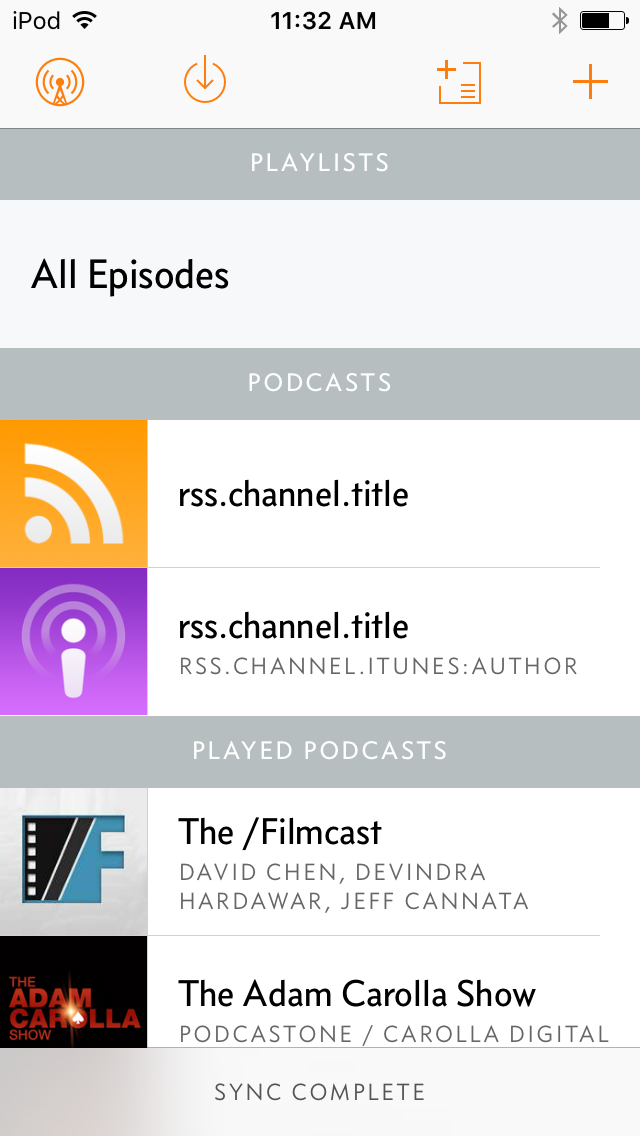 iPod 11:32 AM
PLAYLISTS
All Episodes
PODCASTS
rss.channel.title
rss.channel.title
RSS.CHANNEL.ITUNES:AUTHOR
PLAYED PODCASTS
F
The /Filmcast
DAVID CHEN, DEVINDRA
HARDAWAR, JEFF CANNATA
THE
ADAM
CAROLLA
SHOW
The Adam Carolla Show
PODCASTONE / CAROLLA DIGITAL
SYNC COMPLETE